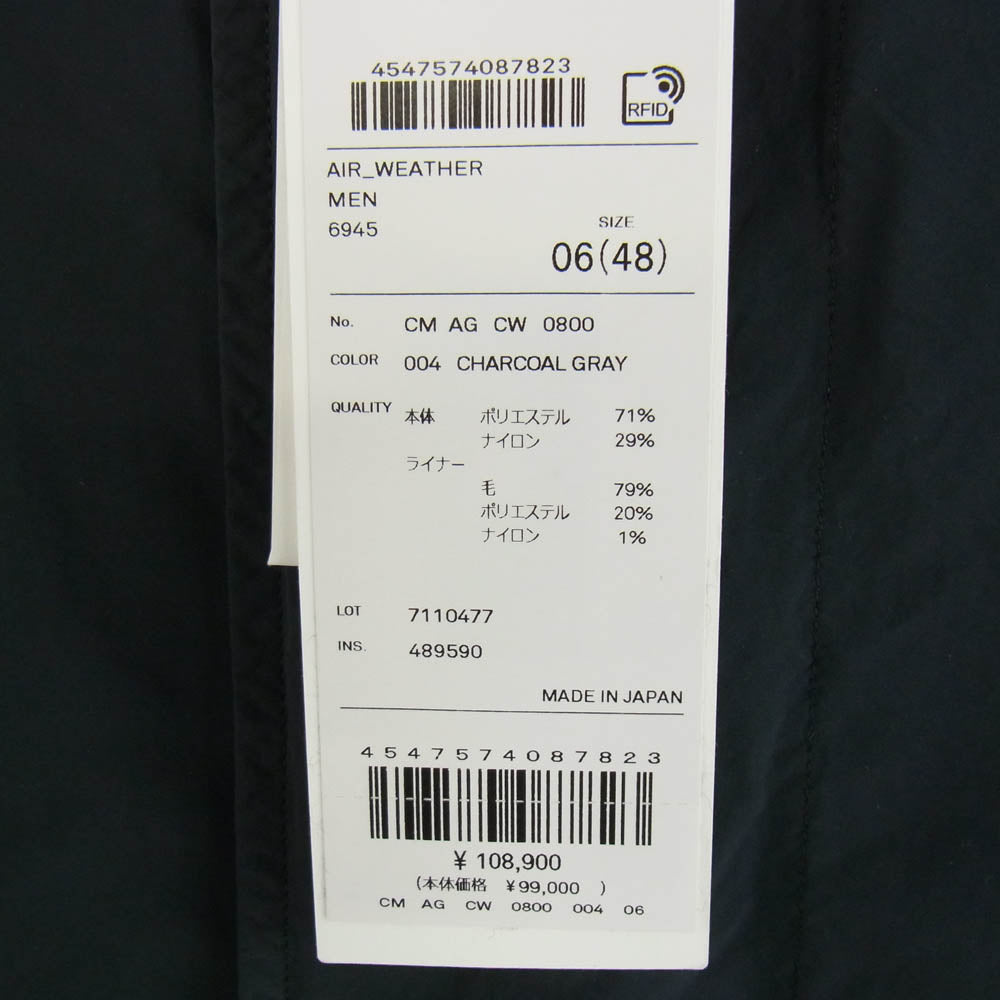 4547574087823
RFID
AIR_WEATHER
MEN
6945
SIZE
06(48)
No. CM AG CW 0800
COLOR 004 CHARCOAL GRAY
QUALITY 本体 ポリエステル 71%
ナイロン 29%
ライナー
毛 79%
ポリエステル 20%
ナイロン 1%
LOT 7110477
INS. 489590
MADE IN JAPAN
4547574087823
¥ 108,900
(本体価格 ¥99,000 )
CM AG CW 0800 004 06